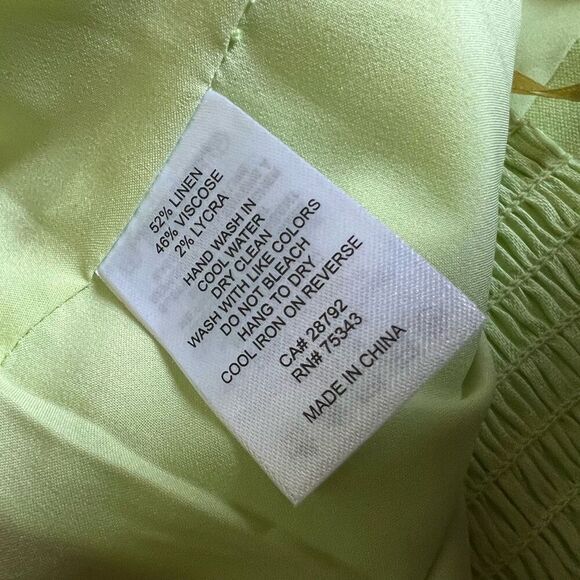 52% LINEN
46% VISCOSE
2% LYCRA
HAND WASH IN
COOL WATER
DRY CLEAN
WASH WITH LIKE COLORS
DO NOT BLEACH
HANG TO DRY
COOL IRON ON REVERSE
CA# 28792
RN# 75343
MADE IN CHINA